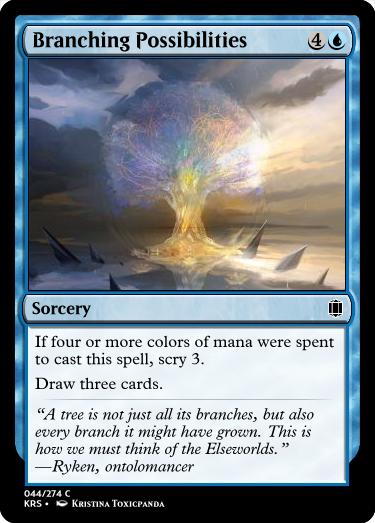 Branching Possibilities 4
Sorcery
If four or more colors of mana were spent
to cast this spell, scry 3.
Draw three cards.
“A tree is not just all its branches, but also
every branch it might have grown. This is
how we must think of the Elseworlds.”
—Ryken, ontolomancer
044/274 C
KRS • Kristina Toxicpanda